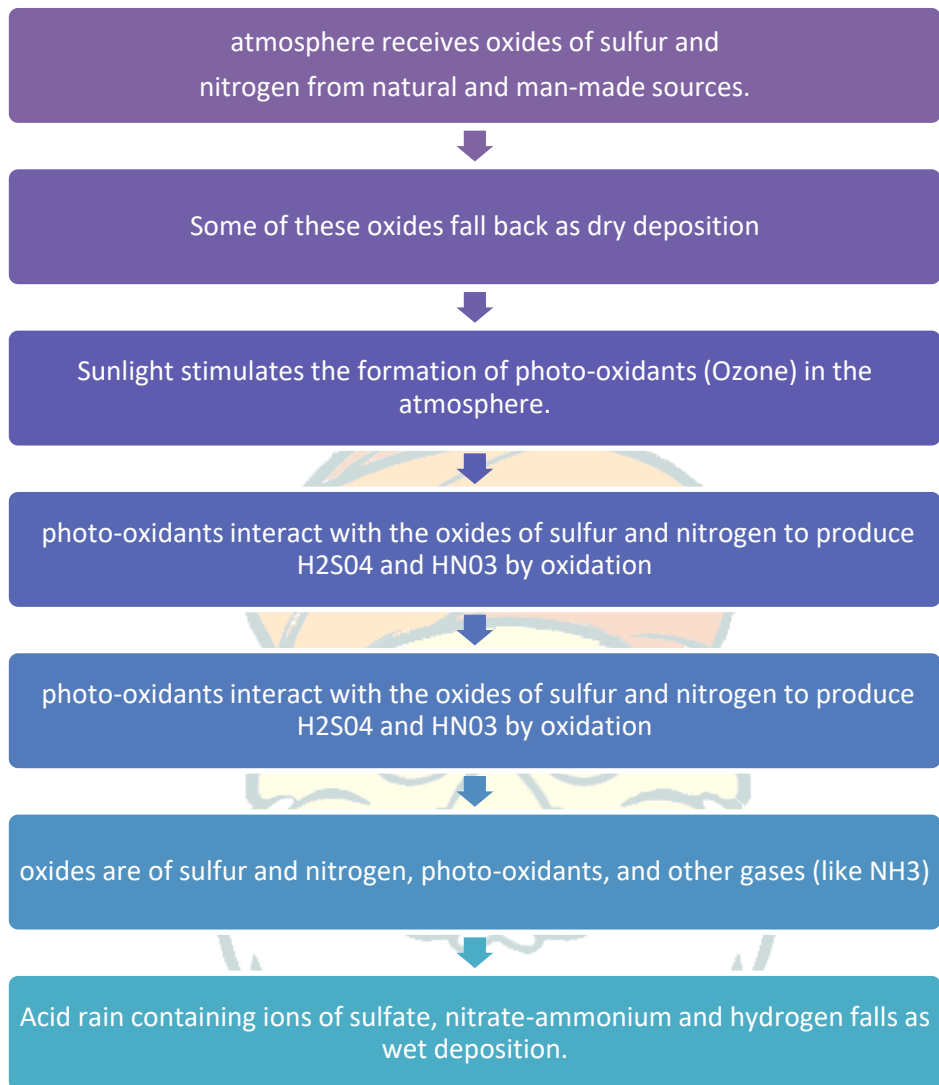 atmosphere receives oxides of sulfur and
nitrogen from natural and man-made sources.
Some of these oxides fall back as dry deposition
Sunlight stimulates the formation of photo-oxidants (Ozone) in the
atmosphere.
photo-oxidants interact with the oxides of sulfur and nitrogen to produce
H2S04 and HN03 by oxidation
photo-oxidants interact with the oxides of sulfur and nitrogen to produce
H2S04 and HN03 by oxidation
oxides are of sulfur and nitrogen, photo-oxidants, and other gases (like NH3)
Acid rain containing ions of sulfate, nitrate-ammonium and hydrogen falls as
wet deposition.